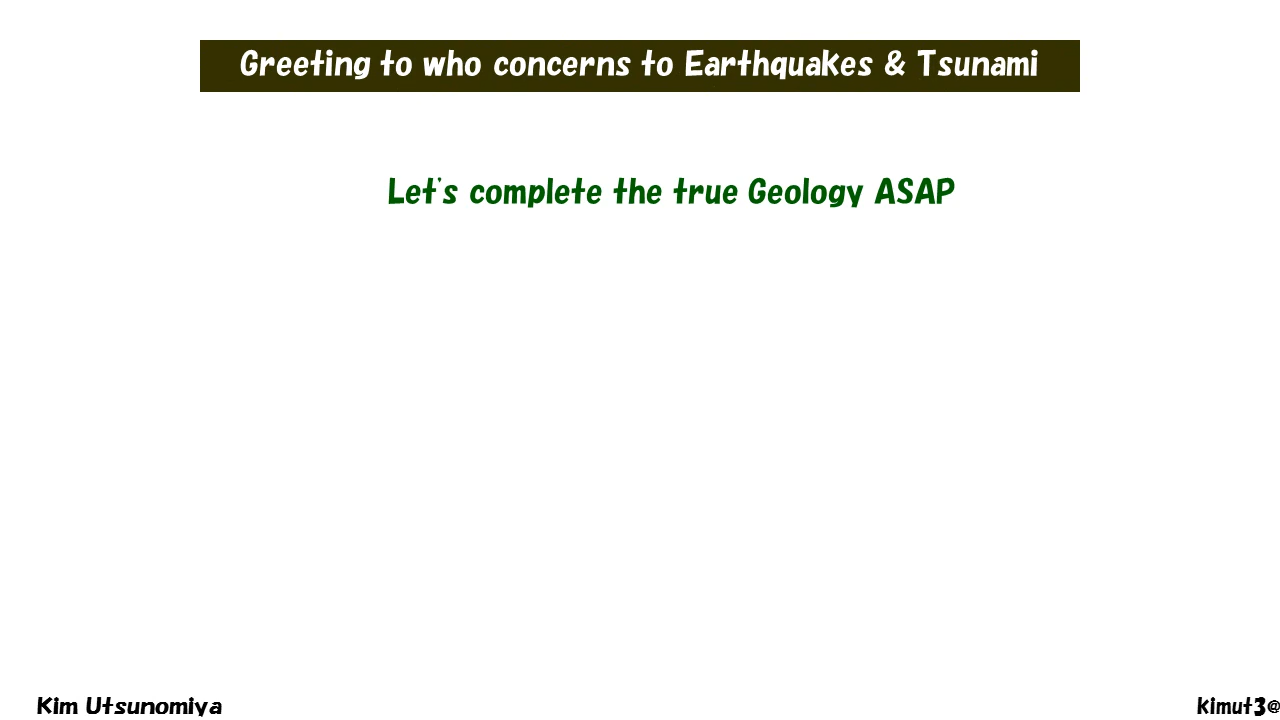 Greeting to who concerns to Earthquakes & Tsunami
Let's complete the true Geology ASAP
Kim Utsunomiya
kimut3@